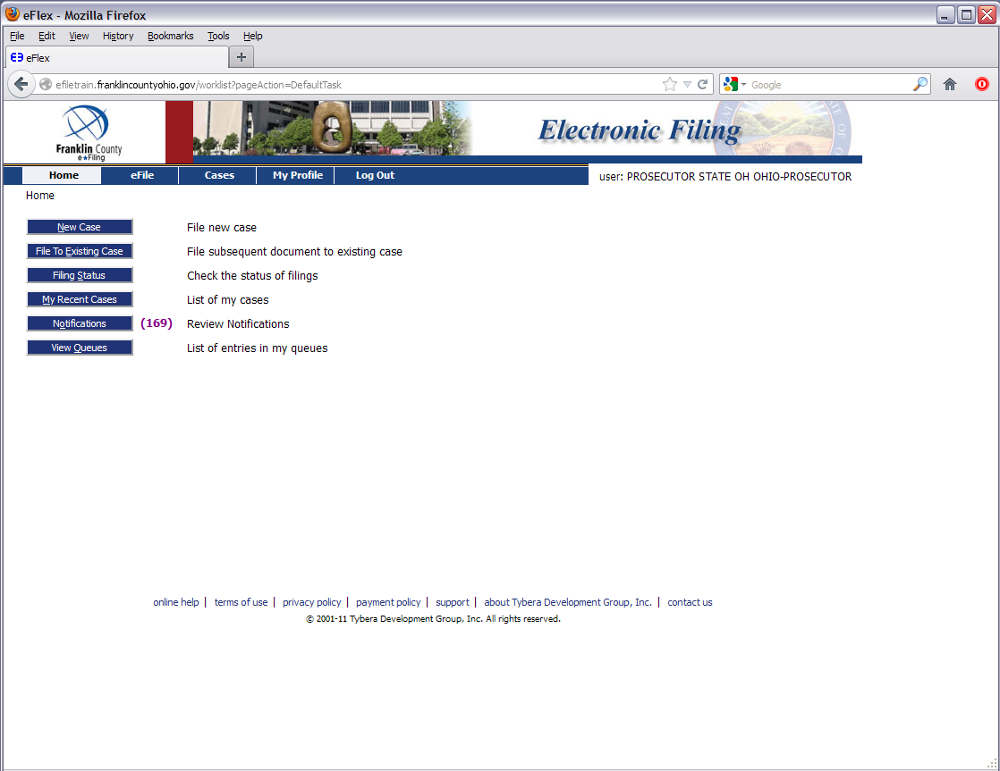 eFlex - Mozilla Firefox
File Edit View History Bookmarks Tools Help
eFlex
efiletrain.franklincountyohio.gov/worklist?pageAction=DefaultTask
Google
Franklin County
e★Filing
Electronic Filing
Home eFile Cases My Profile Log Out
user: PROSECUTOR STATE OH OHIO-PROSECUTOR
Home
New Case File new case
File To Existing Case File subsequent document to existing case
Filing Status Check the status of filings
My Recent Cases List of my cases
Notifications (169) Review Notifications
View Queues List of entries in my queues
online help | terms of use | privacy policy | payment policy | support | about Tybera Development Group, Inc. | contact us
© 2001-11 Tybera Development Group, Inc. All rights reserved.